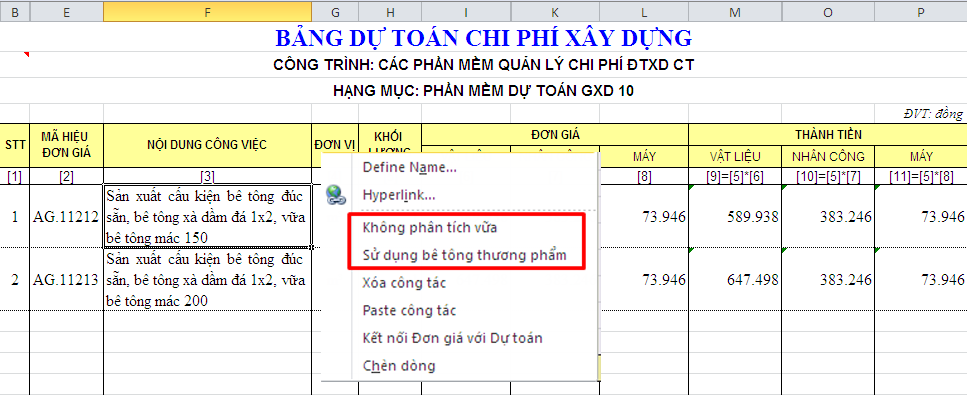 B E F G H I K L M O P
BẢNG DỰ TOÁN CHI PHÍ XÂY DỰNG
CÔNG TRÌNH: CÁC PHẦN MỀM QUẢN LÝ CHI PHÍ ĐTXD CT
HẠNG MỤC: PHẦN MỀM DỰ TOÁN GXD 10
ĐVT: đồng
STT MÃ HIỆU ĐƠN GIÁ NỘI DUNG CÔNG VIỆC ĐƠN VỊ KHỐI LƯỢNG ĐƠN GIÁ THÀNH TIỀN
MÁY VẬT LIỆU NHÂN CÔNG MÁY
[1] [2] [3] [8] [9]=[5]*[6] [10]=[5]*[7] [11]=[5]*[8]
1 AG.11212 Sản xuất cấu kiện bê tông đúc
sẵn, bê tông xà dầm đá 1x2, vữa
bê tông mác 150
73.946 589.938 383.246 73.946
2 AG.11213 Sản xuất cấu kiện bê tông đúc
sẵn, bê tông xà dầm đá 1x2, vữa
bê tông mác 200
73.946 647.498 383.246 73.946
Define Name...
Hyperlink...
Không phân tích vữa
Sử dụng bê tông thương phẩm
Xóa công tác
Paste công tác
Kết nối Đơn giá với Dự toán
Chèn dòng